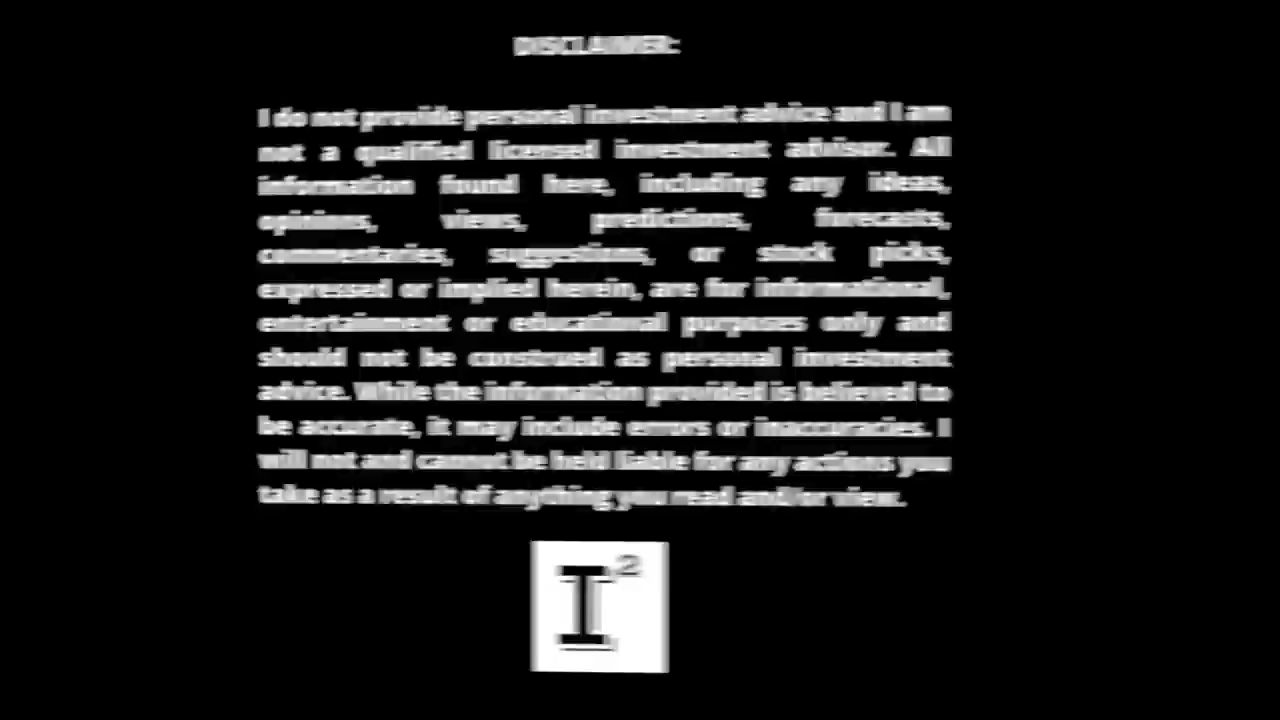 DISCLAIMER:
I do not provide personal investment advice and I am
not a qualified licensed investment advisor. All
information found here, including any ideas,
opinions, views, predictions, forecasts,
commentaries, suggestions, or stock picks,
expressed or implied herein, are for informational,
entertainment or educational purposes only and
should not be construed as personal investment
advice. While the information provided is believed to
be accurate, it may include errors or inaccuracies. I
will not and cannot be held liable for any actions you
take as a result of anything you read and/or view.
I²